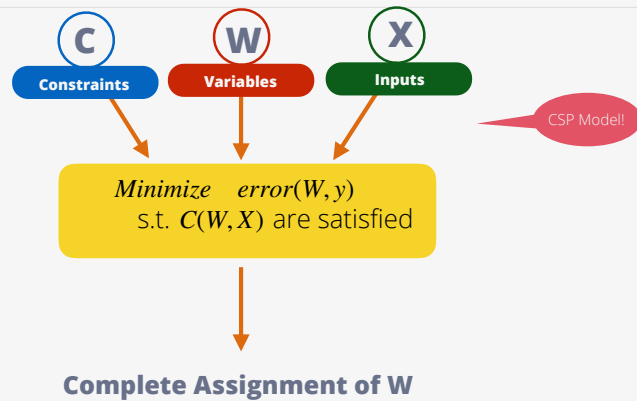 C
W
X
Constraints
Variables
Inputs
CSP Model!
Minimize error(W, y)
s.t. C(W, X) are satisfied
Complete Assignment of W